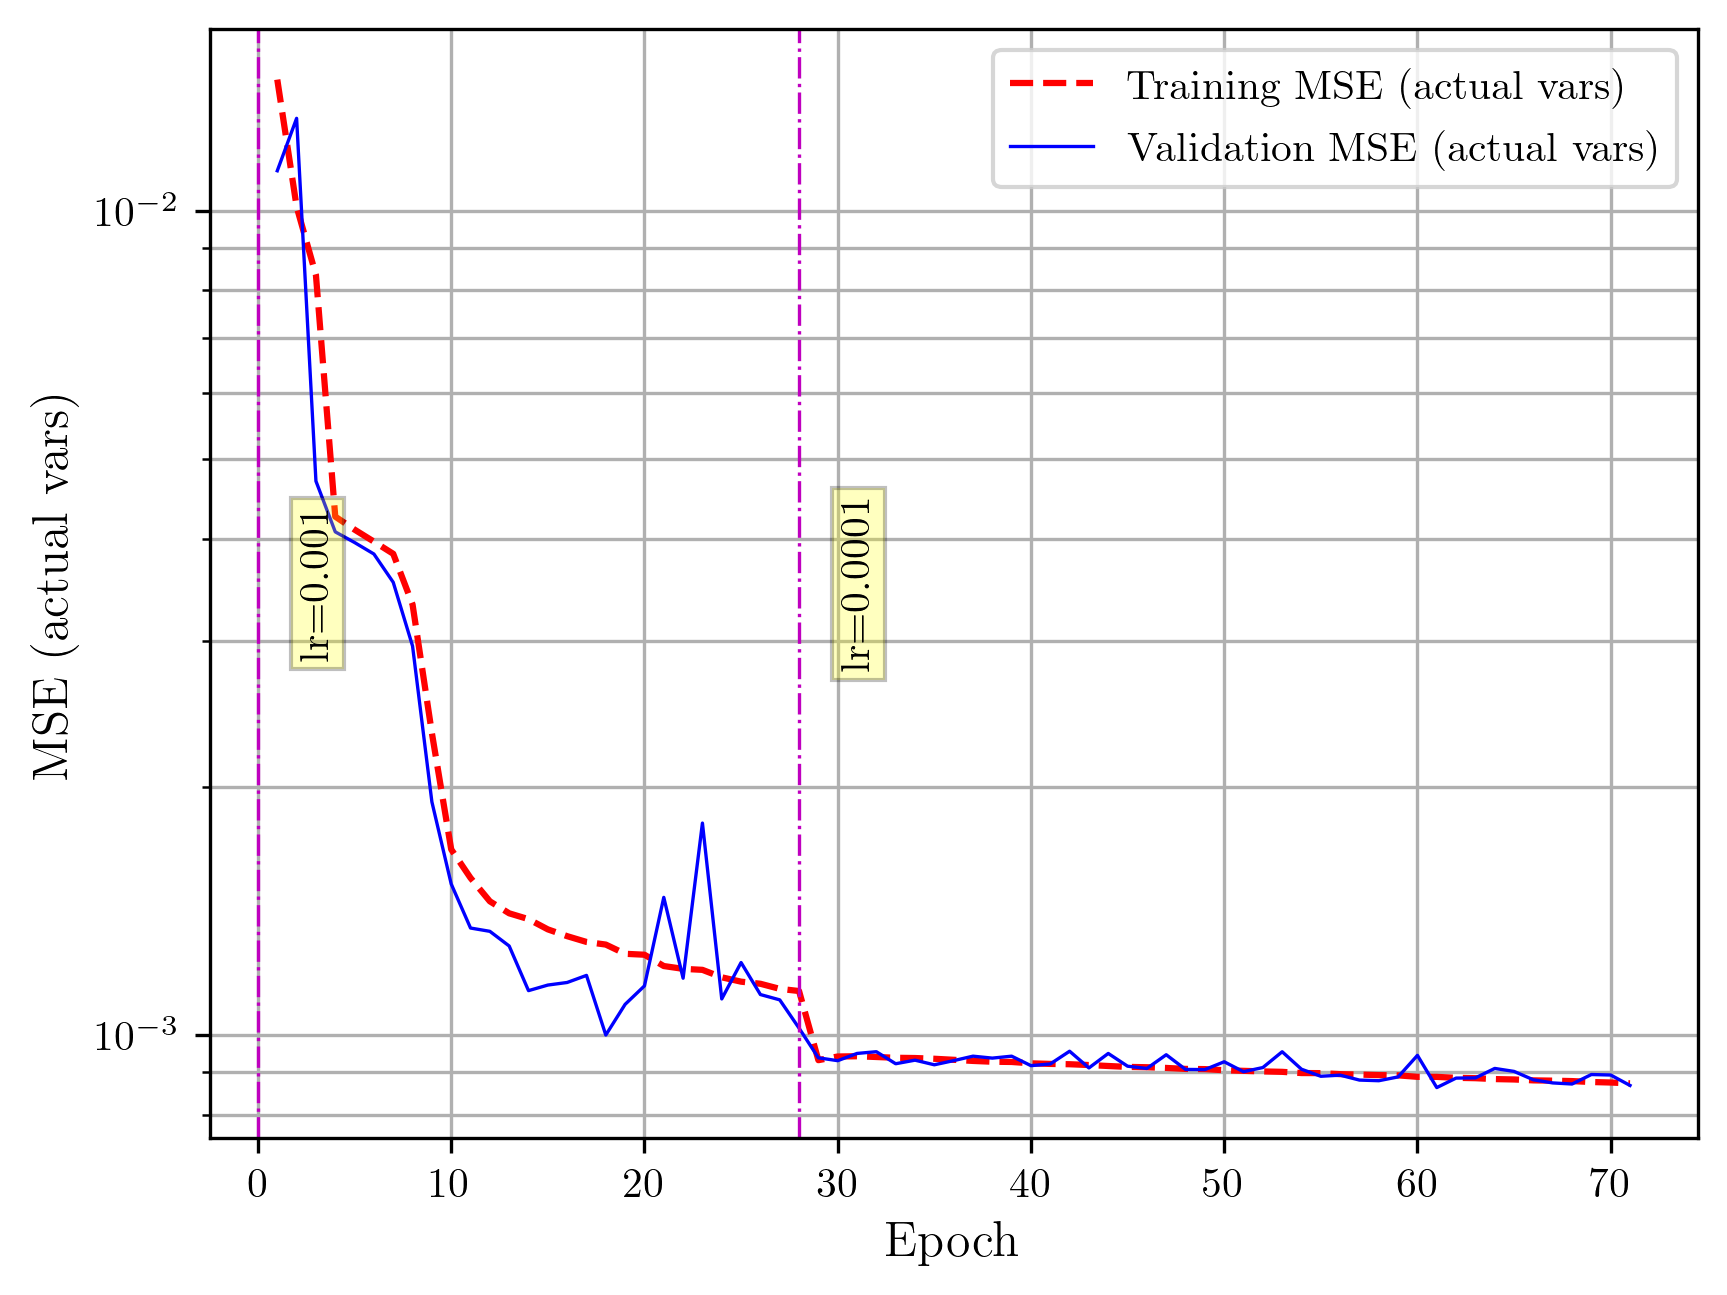 Training MSE (actual vars)
Validation MSE (actual vars)
10⁻²
10⁻³
MSE (actual vars)
lr=0.001
lr=0.0001
0 10 20 30 40 50 60 70
Epoch